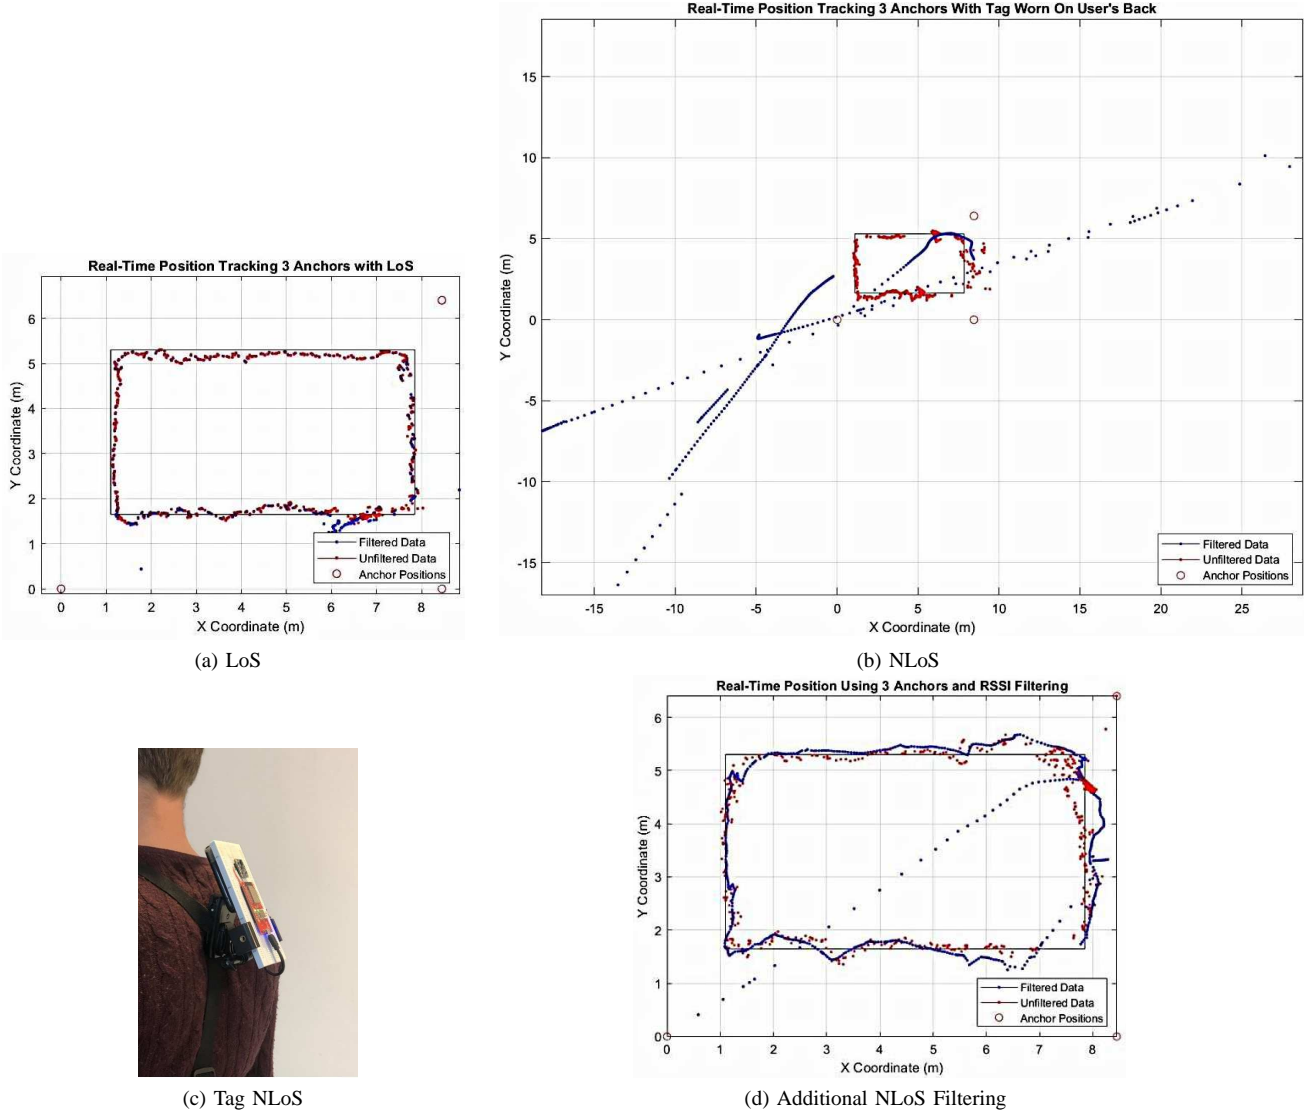 Real-Time Position Tracking 3 Anchors With Tag Worn On User's Back
15
10
5
0
-5
-10
-15
Y Coordinate (m)
-15
-10
-5
0
5
10
15
20
25
X Coordinate (m)
Filtered Data
Unfiltered Data
Anchor Positions
Real-Time Position Tracking 3 Anchors with LoS
6
5
4
3
2
1
0
Y Coordinate (m)
0
1
2
3
4
5
6
7
8
X Coordinate (m)
Filtered Data
Unfiltered Data
Anchor Positions
(a) LoS
(b) NLoS
Real-Time Position Using 3 Anchors and RSSI Filtering
6
5
4
3
2
1
0
Y Coordinate (m)
0
1
2
3
4
5
6
7
8
X Coordinate (m)
Filtered Data
Unfiltered Data
Anchor Positions
(c) Tag NLoS
(d) Additional NLoS Filtering